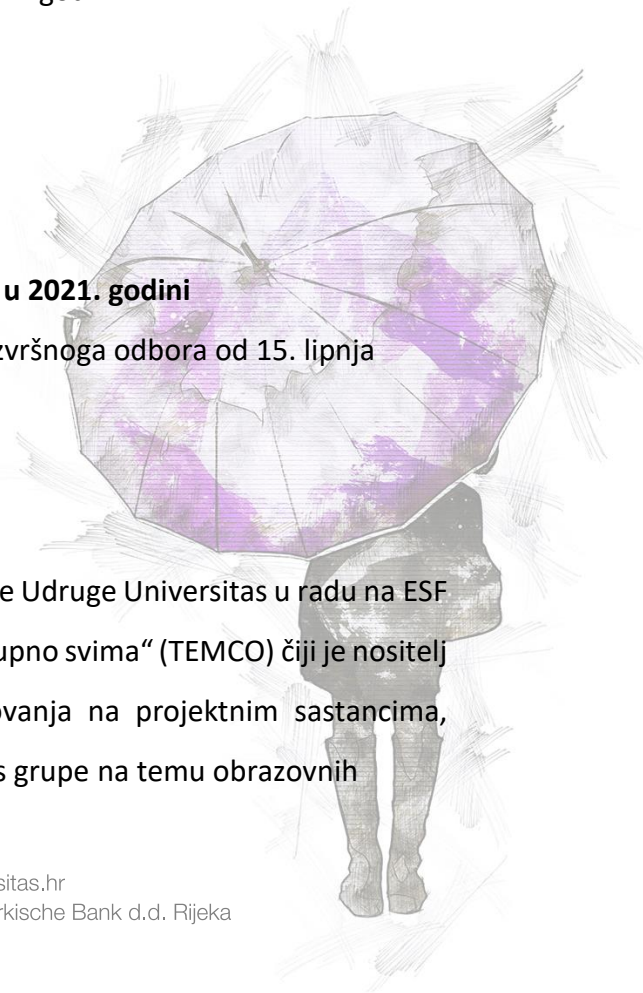 u 2021. godini
zvršnoga odbora od 15. lipnja
e Udruge Universitas u radu na ESF
upno svima“ (TEMCO) čiji je nositelj
ovanja na projektnim sastancima,
s grupe na temu obrazovnih
sitas.hr
rkische Bank d.d. Rijeka